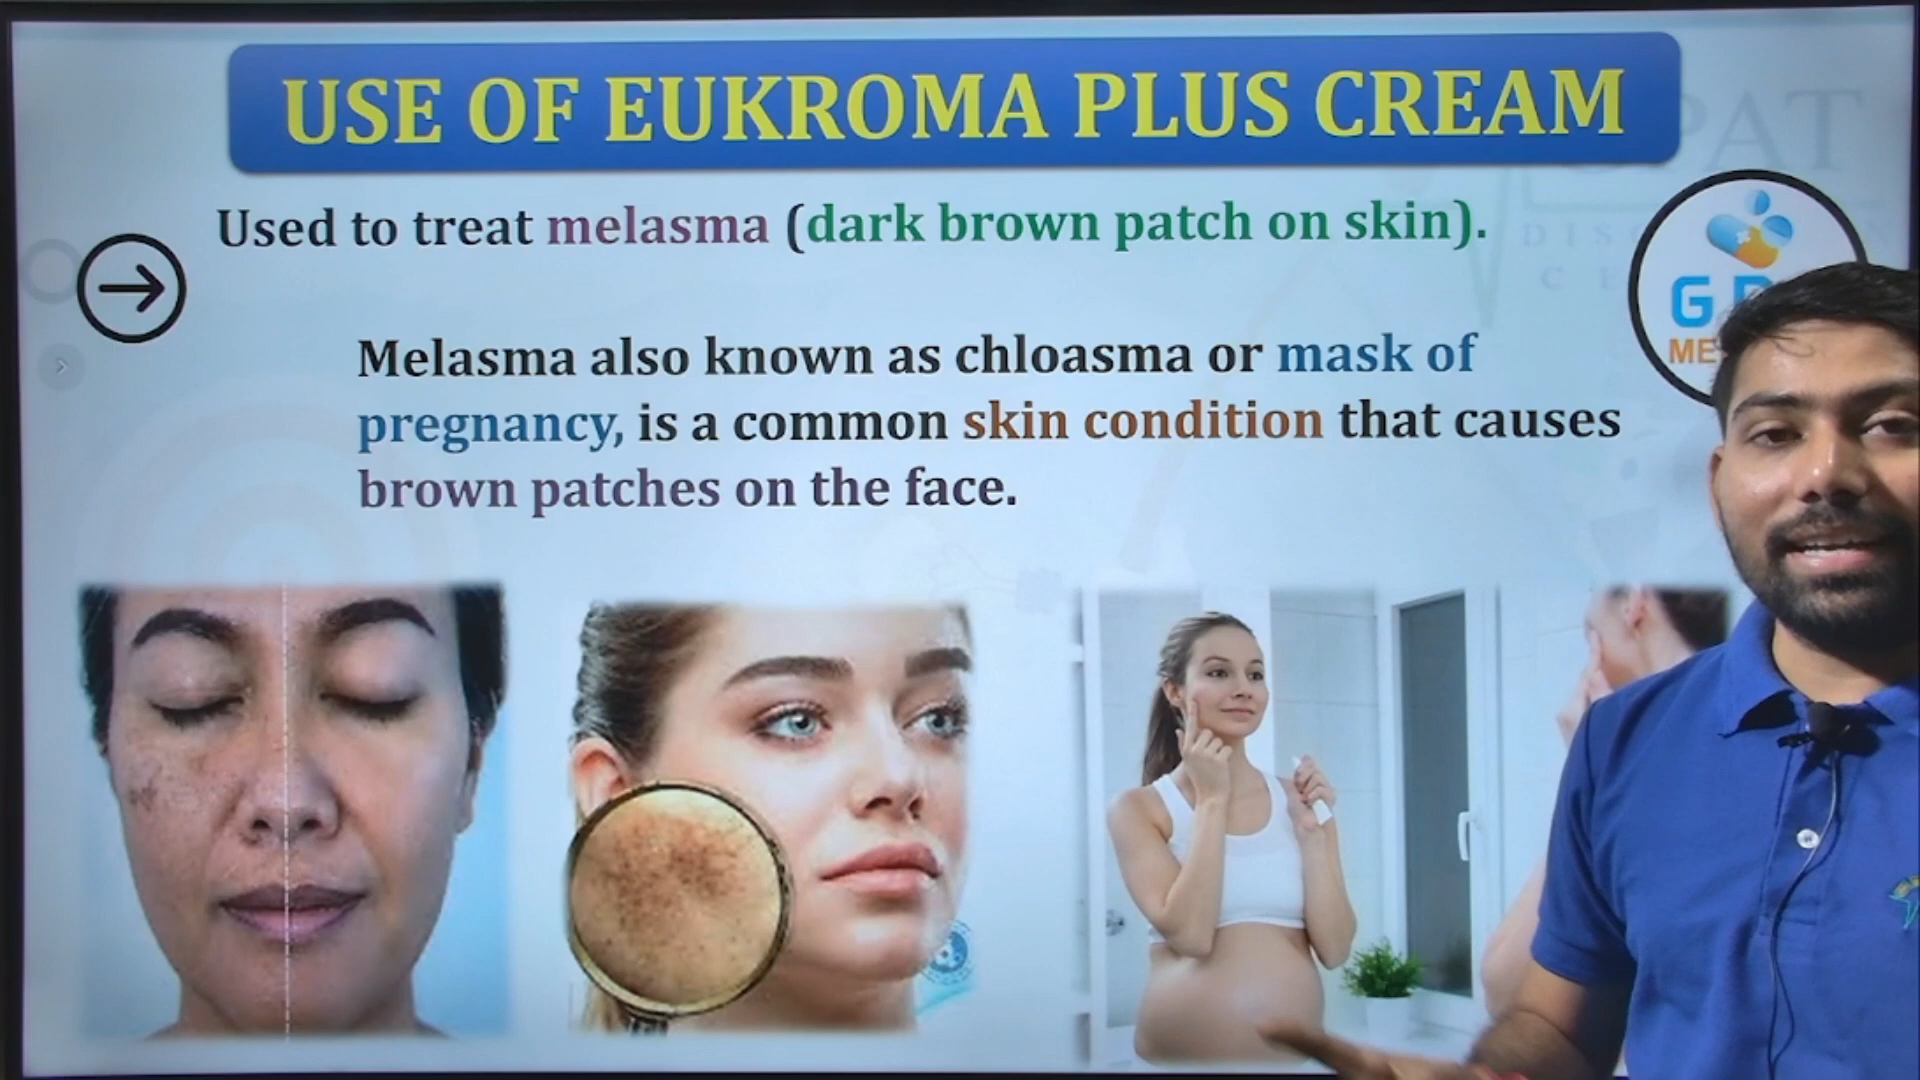 USE OF EUKROMA PLUS CREAM
Used to treat melasma (dark brown patch on skin).
Melasma also known as chloasma or mask of
pregnancy, is a common skin condition that causes
brown patches on the face.